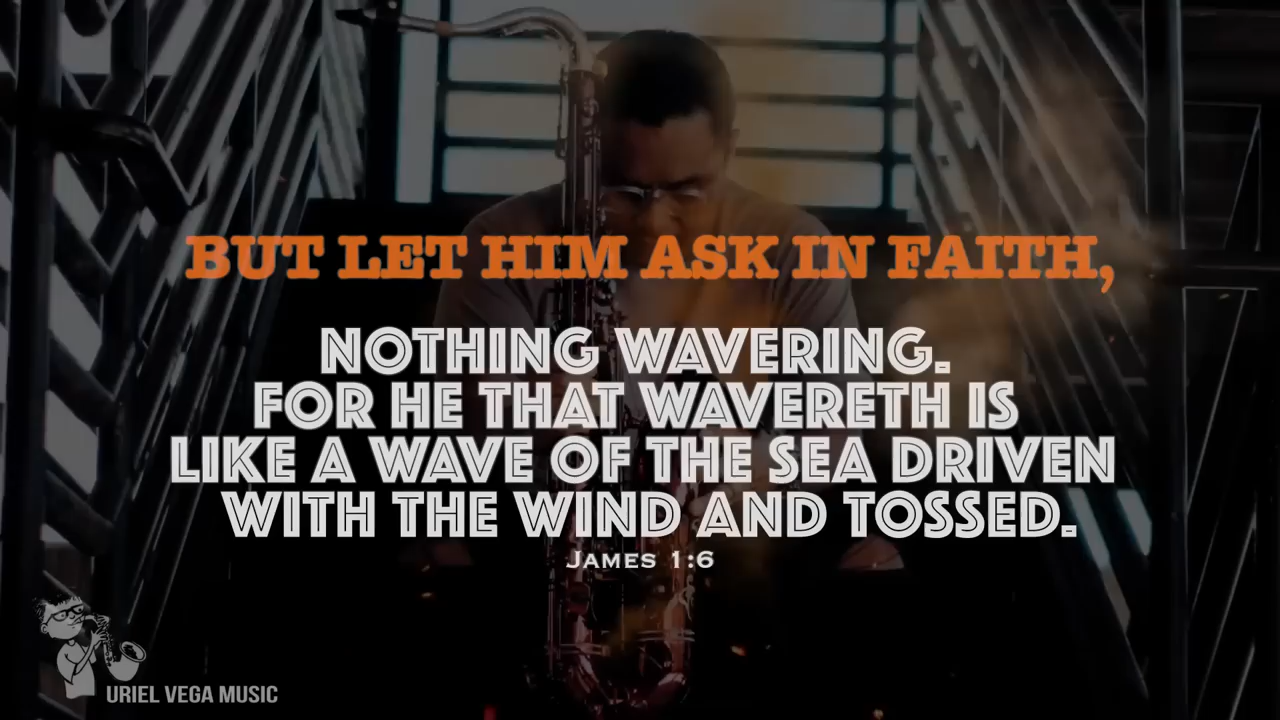 BUT LET HIM ASK IN FAITH,
NOTHING WAVERING.
FOR HE THAT WAVERETH IS
LIKE A WAVE OF THE SEA DRIVEN
WITH THE WIND AND TOSSED.
James 1:6
URIEL VEGA MUSIC